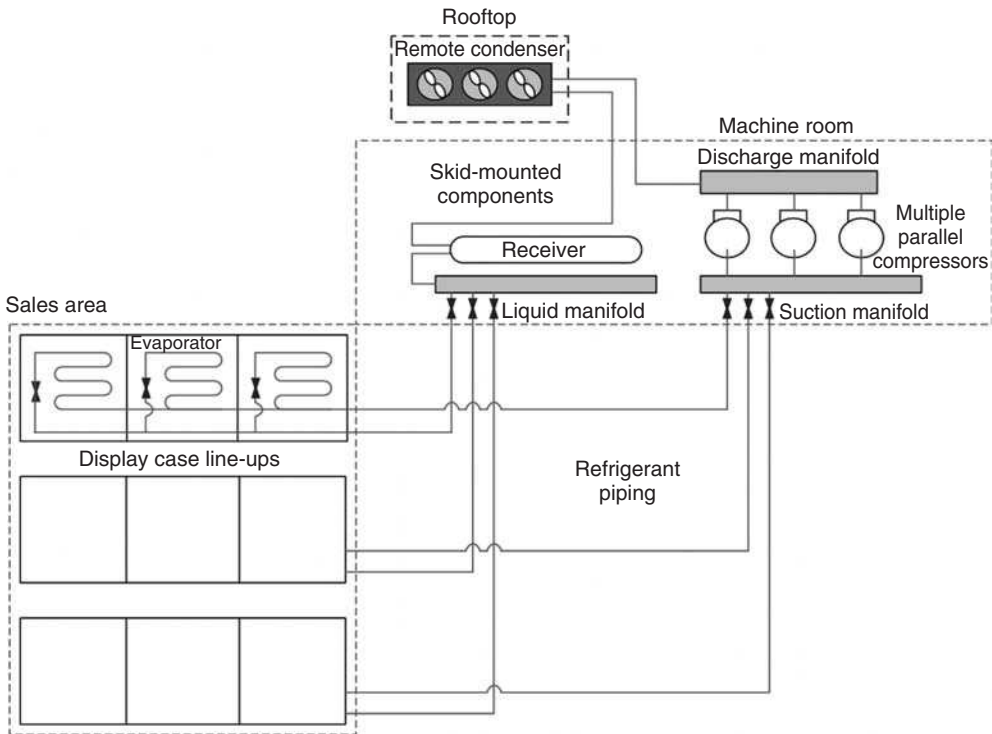 Rooftop
Remote condenser
Machine room
Discharge manifold
Skid-mounted
components
Multiple
parallel
compressors
Receiver
Sales area
Liquid manifold
Suction manifold
Evaporator
Display case line-ups
Refrigerant
piping